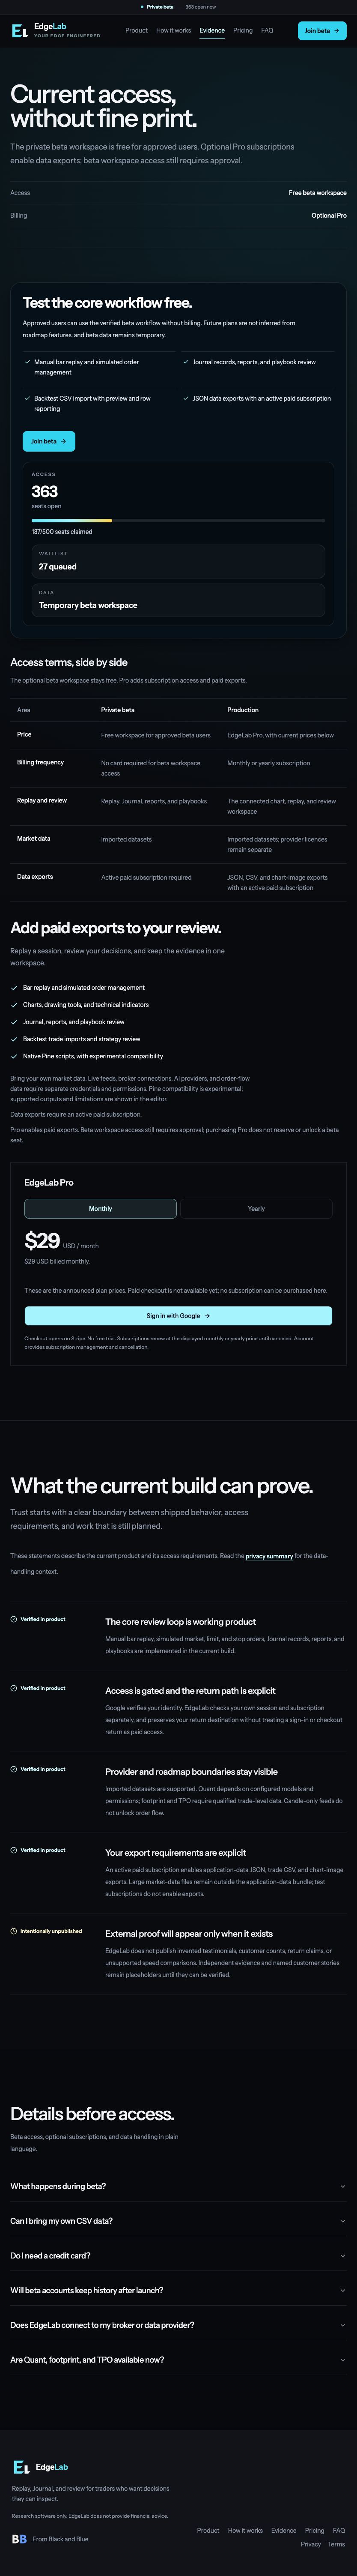 Private beta 363 open now
EdgeLab
YOUR EDGE ENGINEERED
Product How it works Evidence Pricing FAQ
Join beta
Current access,
without fine print.
The private beta workspace is free for approved users. Optional Pro subscriptions
enable data exports; beta workspace access still requires approval.
Access Free beta workspace
Billing Optional Pro
Test the core workflow free.
Approved users can use the verified beta workflow without billing. Future plans are not inferred from
roadmap features, and beta data remains temporary.
Manual bar replay and simulated order
management
Journal records, reports, and playbook review
Backtest CSV import with preview and row
reporting
JSON data exports with an active paid subscription
Join beta
ACCESS
363
seats open
137/500 seats claimed
WAITLIST
27 queued
DATA
Temporary beta workspace
Access terms, side by side
The optional beta workspace stays free. Pro adds subscription access and paid exports.
Area Private beta Production
Price Free workspace for approved beta users EdgeLab Pro, with current prices below
Billing frequency No card required for beta workspace
access
Monthly or yearly subscription
Replay and review Replay, Journal, reports, and playbooks The connected chart, replay, and review
workspace
Market data Imported datasets Imported datasets; provider licences
remain separate
Data exports Active paid subscription required JSON, CSV, and chart-image exports
with an active paid subscription
Add paid exports to your review.
Replay a session, review your decisions, and keep the evidence in one
workspace.
Bar replay and simulated order management
Charts, drawing tools, and technical indicators
Journal, reports, and playbook review
Backtest trade imports and strategy review
Native Pine scripts, with experimental compatibility
Bring your own market data. Live feeds, broker connections, AI providers, and order-flow
data require separate credentials and permissions. Pine compatibility is experimental;
supported outputs and limitations are shown in the editor.
Data exports require an active paid subscription.
Pro enables paid exports. Beta workspace access still requires approval; purchasing Pro does not reserve or unlock a beta
seat.
EdgeLab Pro
Monthly Yearly
$29 USD / month
$29 USD billed monthly.
These are the announced plan prices. Paid checkout is not available yet; no subscription can be purchased here.
Sign in with Google
Checkout opens on Stripe. No free trial. Subscriptions renew at the displayed monthly or yearly price until canceled. Account
provides subscription management and cancellation.
What the current build can prove.
Trust starts with a clear boundary between shipped behavior, access
requirements, and work that is still planned.
These statements describe the current product and its access requirements. Read the privacy summary for the data-
handling context.
Verified in product
The core review loop is working product
Manual bar replay, simulated market, limit, and stop orders, Journal records, reports, and
playbooks are implemented in the current build.
Verified in product
Access is gated and the return path is explicit
Google verifies your identity. EdgeLab checks your own session and subscription
separately, and preserves your return destination without treating a sign-in or checkout
return as paid access.
Verified in product
Provider and roadmap boundaries stay visible
Imported datasets are supported. Quant depends on configured models and
permissions; footprint and TPO require qualified trade-level data. Candle-only feeds do
not unlock order flow.
Verified in product
Your export requirements are explicit
An active paid subscription enables application-data JSON, trade CSV, and chart-image
exports. Large market-data files remain outside the application-data bundle; test
subscriptions do not enable exports.
Intentionally unpublished
External proof will appear only when it exists
EdgeLab does not publish invented testimonials, customer counts, return claims, or
unsupported speed comparisons. Independent evidence and named customer stories
remain placeholders until they can be verified.
Details before access.
Beta access, optional subscriptions, and data handling in plain
language.
What happens during beta?
Can I bring my own CSV data?
Do I need a credit card?
Will beta accounts keep history after launch?
Does EdgeLab connect to my broker or data provider?
Are Quant, footprint, and TPO available now?
EdgeLab
Replay, Journal, and review for traders who want decisions
they can inspect.
Research software only. EdgeLab does not provide financial advice.
BB From Black and Blue
Product How it works Evidence Pricing FAQ
Privacy Terms